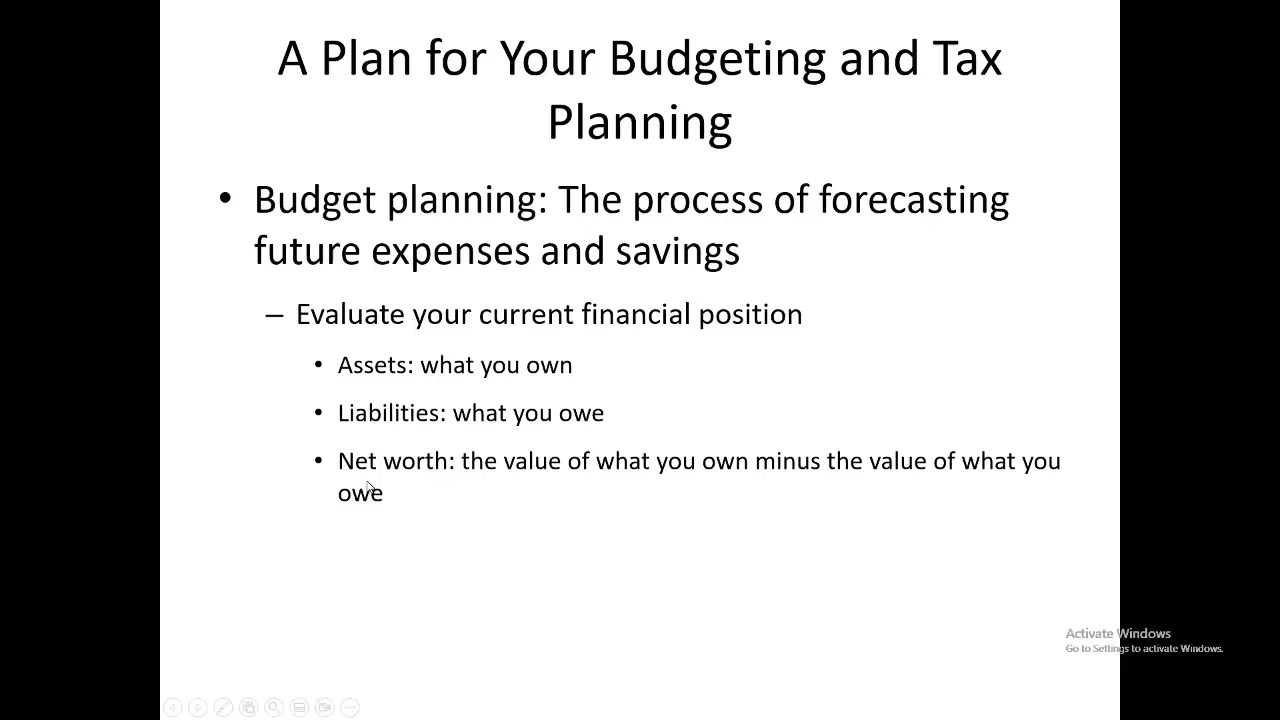 A Plan for Your Budgeting and Tax
Planning
• Budget planning: The process of forecasting
future expenses and savings
– Evaluate your current financial position
• Assets: what you own
• Liabilities: what you owe
• Net worth: the value of what you own minus the value of what you
owe
Activate Windows
Go to Settings to activate Windows.